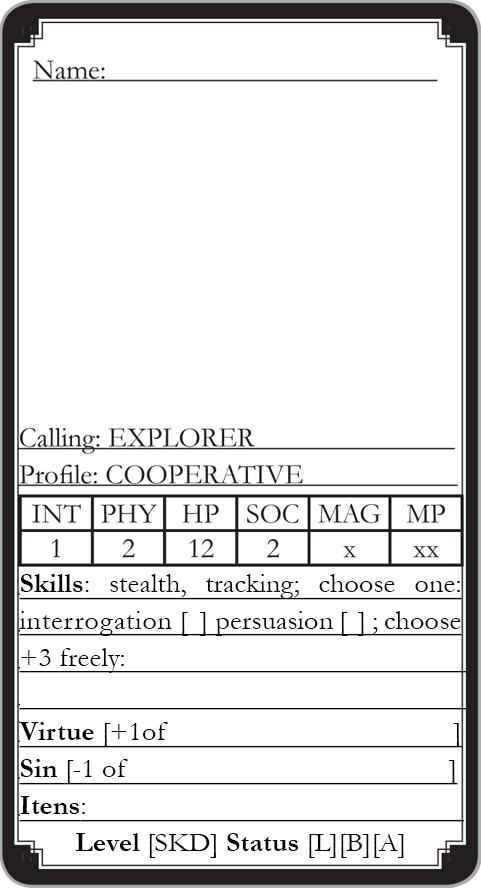 Name:
Calling: EXPLORER
Profile: COOPERATIVE
INT PHY HP SOC MAG MP
1 2 12 2 x xx
Skills: stealth, tracking; choose one:
interrogation [ ] persuasion [ ] ; choose
+3 freely:
Virtue [+1of ]
Sin [-1 of ]
Itens:
Level [SKD] Status [L][B][A]